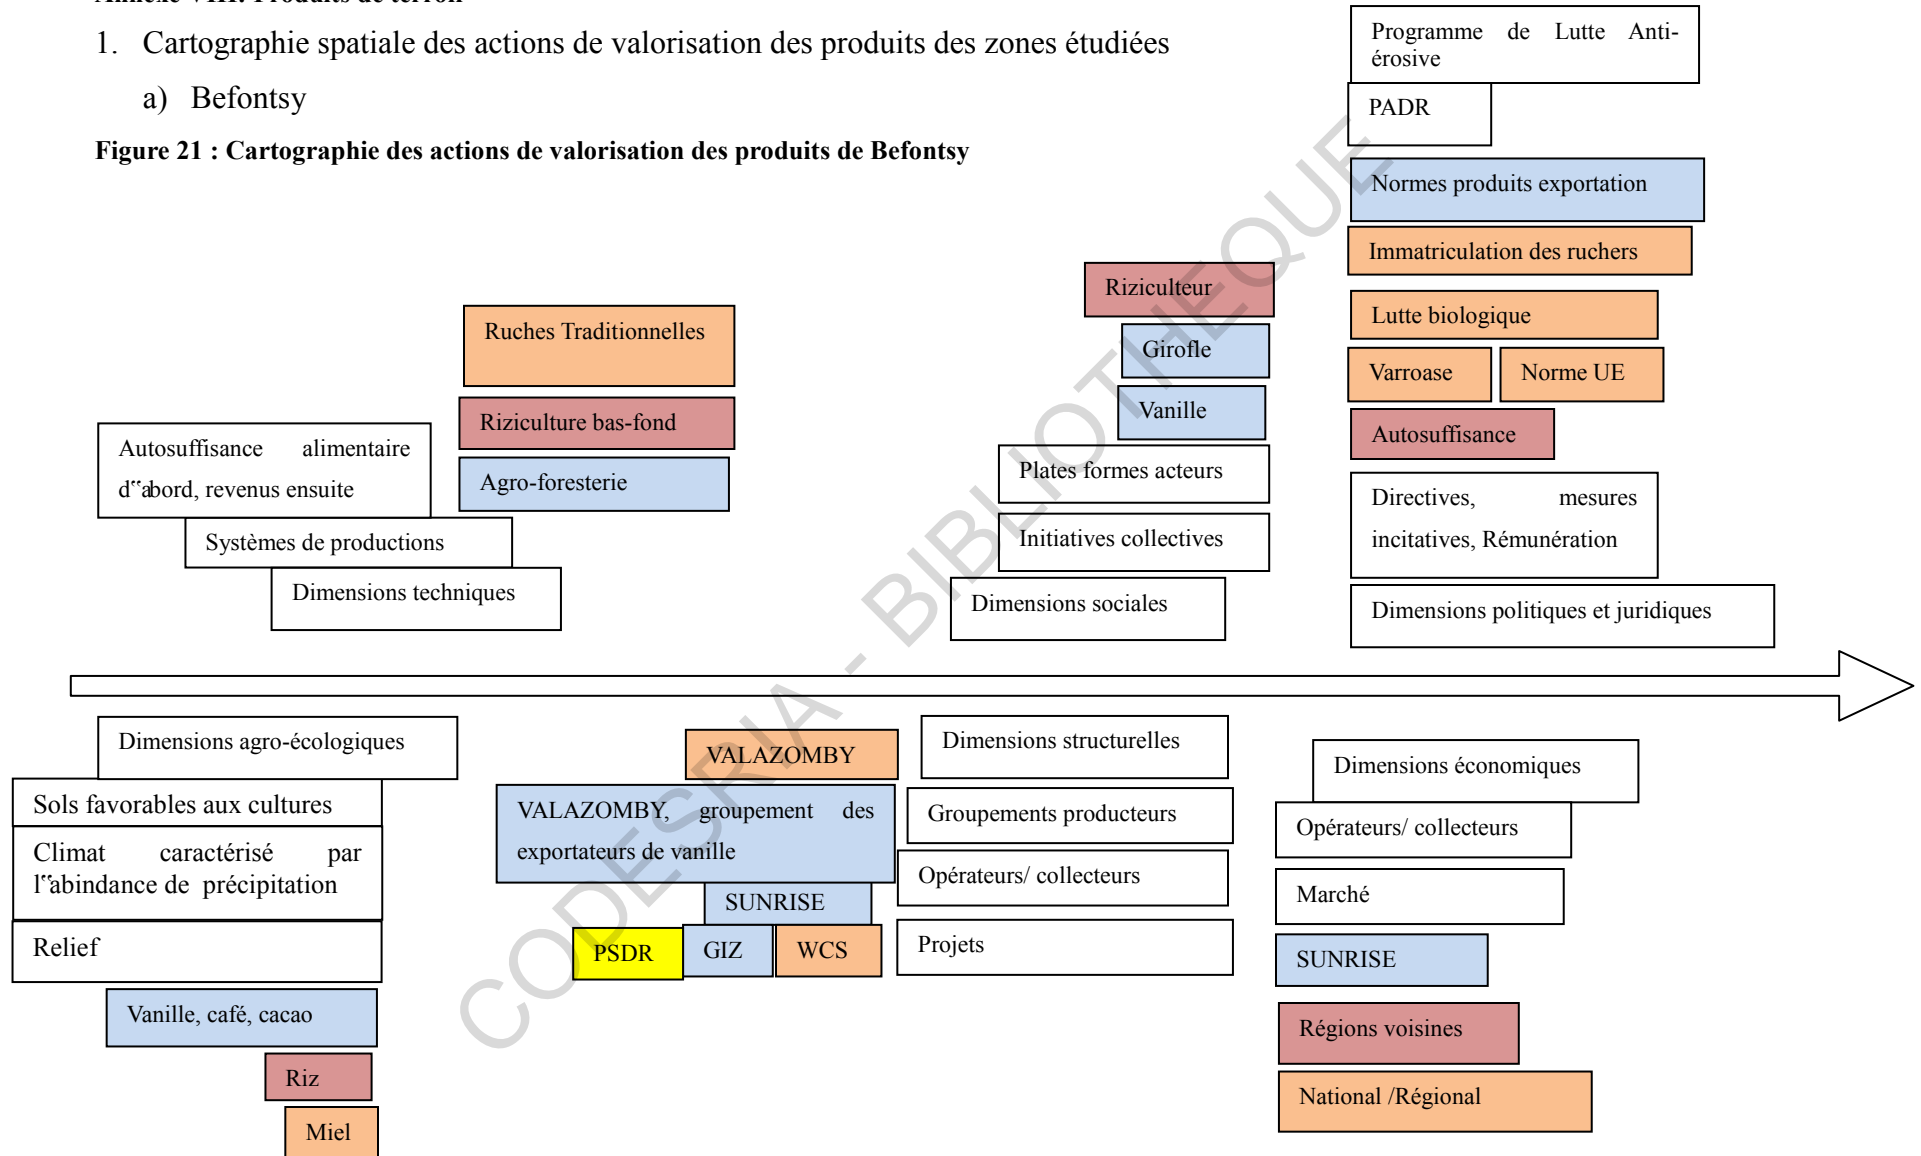 Annexe VIII. Produits de terroir
1. Cartographie spatiale des actions de valorisation des produits des zones étudiées
a) Befontsy
Figure 21 : Cartographie des actions de valorisation des produits de Befontsy
Programme de Lutte Anti-
érosive
PADR
Normes produits exportation
Immatriculation des ruchers
Lutte biologique
Varroase
Norme UE
Autosuffisance
Directives, mesures
incitatives, Rémunération
Dimensions politiques et juridiques
Riziculteur
Girofle
Vanille
Plates formes acteurs
Initiatives collectives
Dimensions sociales
Ruches Traditionnelles
Riziculture bas-fond
Agro-foresterie
Autosuffisance alimentaire
d‟abord, revenus ensuite
Systèmes de productions
Dimensions techniques
Dimensions agro-écologiques
Sols favorables aux cultures
Climat caractérisé par
l‟abindance de précipitation
Relief
Vanille, café, cacao
Riz
Miel
VALAZOMBY
VALAZOMBY, groupement des
exportateurs de vanille
SUNRISE
PSDR
GIZ
WCS
Dimensions structurelles
Groupements producteurs
Opérateurs/ collecteurs
Projets
Dimensions économiques
Opérateurs/ collecteurs
Marché
SUNRISE
Régions voisines
National /Régional
CODESRIA - BIBLIOTHEQUE